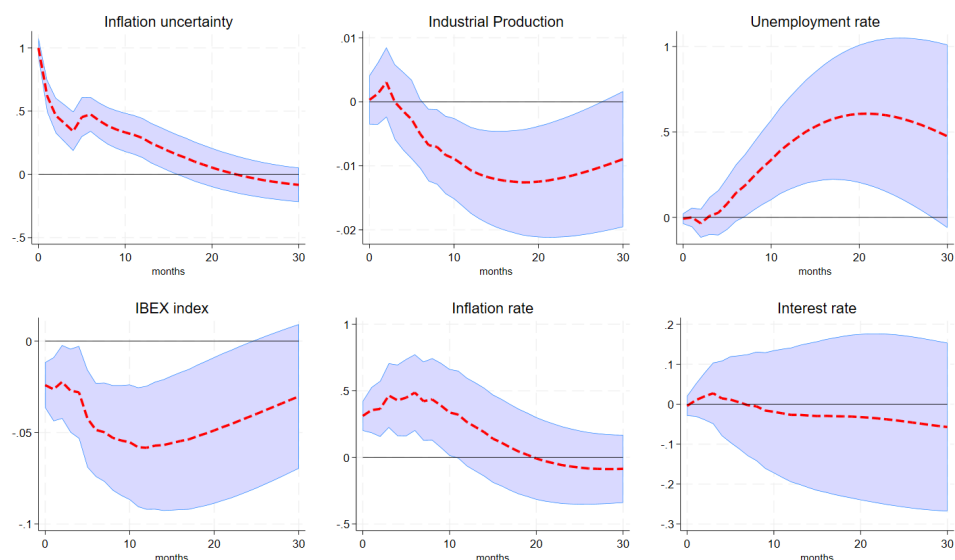 Inflation uncertainty
1
.5
0
-.5
0 10 20 30
months
Industrial Production
.01
0
-.01
-.02
0 10 20 30
months
Unemployment rate
1
.5
0
0 10 20 30
months
IBEX index
0
-.05
-.1
0 10 20 30
months
Inflation rate
1
.5
0
-.5
0 10 20 30
months
Interest rate
.2
.1
0
-.1
-.2
-.3
0 10 20 30
months